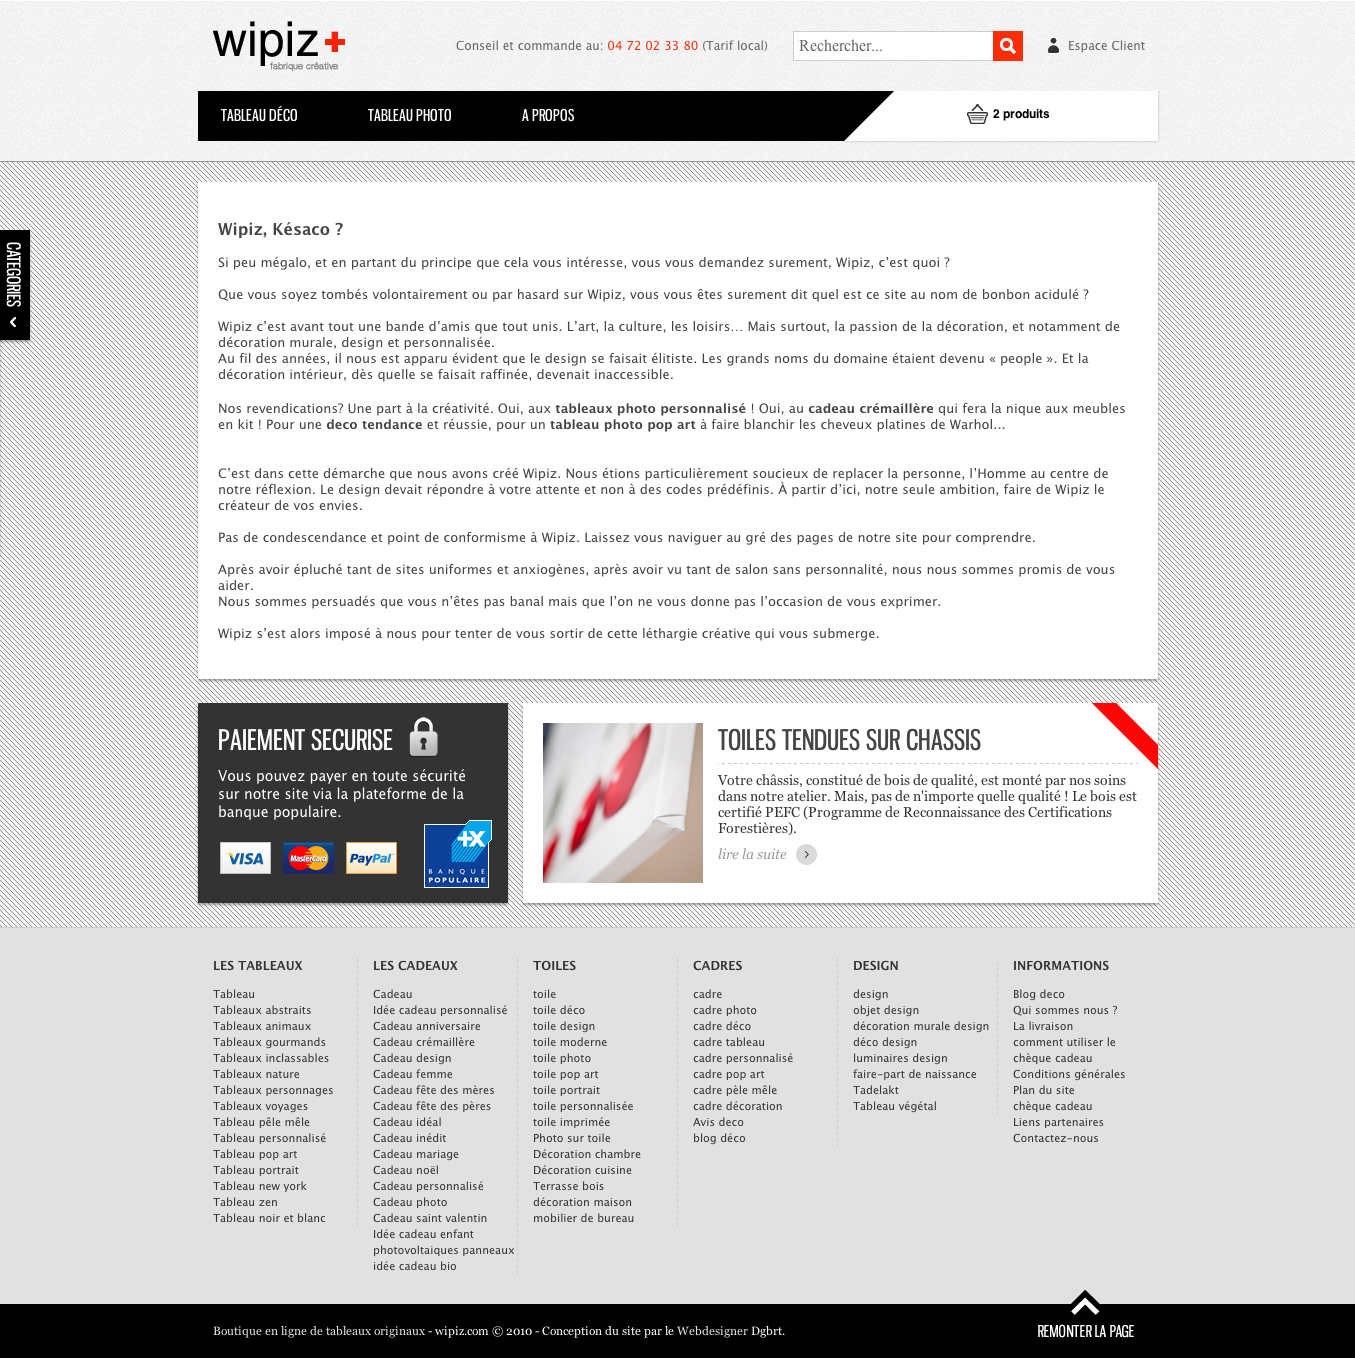 wipiz+
fabrique créative
Conseil et commande au: 04 72 02 33 80 (Tarif local)
Rechercher...
Espace Client
TABLEAU DÉCO
TABLEAU PHOTO
A PROPOS
2 produits
CATEGORIES
Wipiz, Késaco ?
Si peu mégalo, et en partant du principe que cela vous intéresse, vous vous demandez surement, Wipiz, c’est quoi ?
Que vous soyez tombés volontairement ou par hasard sur Wipiz, vous vous êtes surement dit quel est ce site au nom de bonbon acidulé ?
Wipiz c’est avant tout une bande d’amis que tout unis. L’art, la culture, les loisirs… Mais surtout, la passion de la décoration, et notamment de
décoration murale, design et personnalisée.
Au fil des années, il nous est apparu évident que le design se faisait élitiste. Les grands noms du domaine étaient devenu « people ». Et la
décoration intérieur, dès quelle se faisait raffinée, devenait inaccessible.
Nos revendications? Une part à la créativité. Oui, aux tableaux photo personnalisé ! Oui, au cadeau crémaillère qui fera la nique aux meubles
en kit ! Pour une deco tendance et réussie, pour un tableau photo pop art à faire blanchir les cheveux platines de Warhol...
C’est dans cette démarche que nous avons créé Wipiz. Nous étions particulièrement soucieux de replacer la personne, l’Homme au centre de
notre réflexion. Le design devait répondre à votre attente et non à des codes prédéfinis. À partir d’ici, notre seule ambition, faire de Wipiz le
créateur de vos envies.
Pas de condescendance et point de conformisme à Wipiz. Laissez vous naviguer au gré des pages de notre site pour comprendre.
Après avoir épluché tant de sites uniformes et anxiogènes, après avoir vu tant de salon sans personnalité, nous nous sommes promis de vous
aider.
Nous sommes persuadés que vous n’êtes pas banal mais que l’on ne vous donne pas l’occasion de vous exprimer.
Wipiz s’est alors imposé à nous pour tenter de vous sortir de cette léthargie créative qui vous submerge.
PAIEMENT SECURISE
Vous pouvez payer en toute sécurité
sur notre site via la plateforme de la
banque populaire.
VISA
MasterCard
PayPal
BANQUE
POPULAIRE
TOILES TENDUES SUR CHASSIS
Votre châssis, constitué de bois de qualité, est monté par nos soins
dans notre atelier. Mais, pas de n'importe quelle qualité ! Le bois est
certifié PEFC (Programme de Reconnaissance des Certifications
Forestières).
lire la suite
LES TABLEAUX
Tableau
Tableaux abstraits
Tableaux animaux
Tableaux gourmands
Tableaux inclassables
Tableaux nature
Tableaux personnages
Tableaux voyages
Tableau pêle mêle
Tableau personnalisé
Tableau pop art
Tableau portrait
Tableau new york
Tableau zen
Tableau noir et blanc
LES CADEAUX
Cadeau
Idée cadeau personnalisé
Cadeau anniversaire
Cadeau crémaillère
Cadeau design
Cadeau femme
Cadeau fête des mères
Cadeau fête des pères
Cadeau idéal
Cadeau inédit
Cadeau mariage
Cadeau noël
Cadeau personnalisé
Cadeau photo
Cadeau saint valentin
Idée cadeau enfant
photovoltaiques panneaux
idée cadeau bio
TOILES
toile
toile déco
toile design
toile moderne
toile photo
toile pop art
toile portrait
toile personnalisée
toile imprimée
Photo sur toile
Décoration chambre
Décoration cuisine
Terrasse bois
décoration maison
mobilier de bureau
CADRES
cadre
cadre photo
cadre déco
cadre tableau
cadre personnalisé
cadre pop art
cadre pèle mêle
cadre décoration
Avis deco
blog déco
DESIGN
design
objet design
décoration murale design
déco design
luminaires design
faire-part de naissance
Tadelakt
Tableau végétal
INFORMATIONS
Blog deco
Qui sommes nous ?
La livraison
comment utiliser le
chèque cadeau
Conditions générales
Plan du site
chèque cadeau
Liens partenaires
Contactez-nous
Boutique en ligne de tableaux originaux - wipiz.com © 2010 - Conception du site par le Webdesigner Dgbrt.
REMONTER LA PAGE